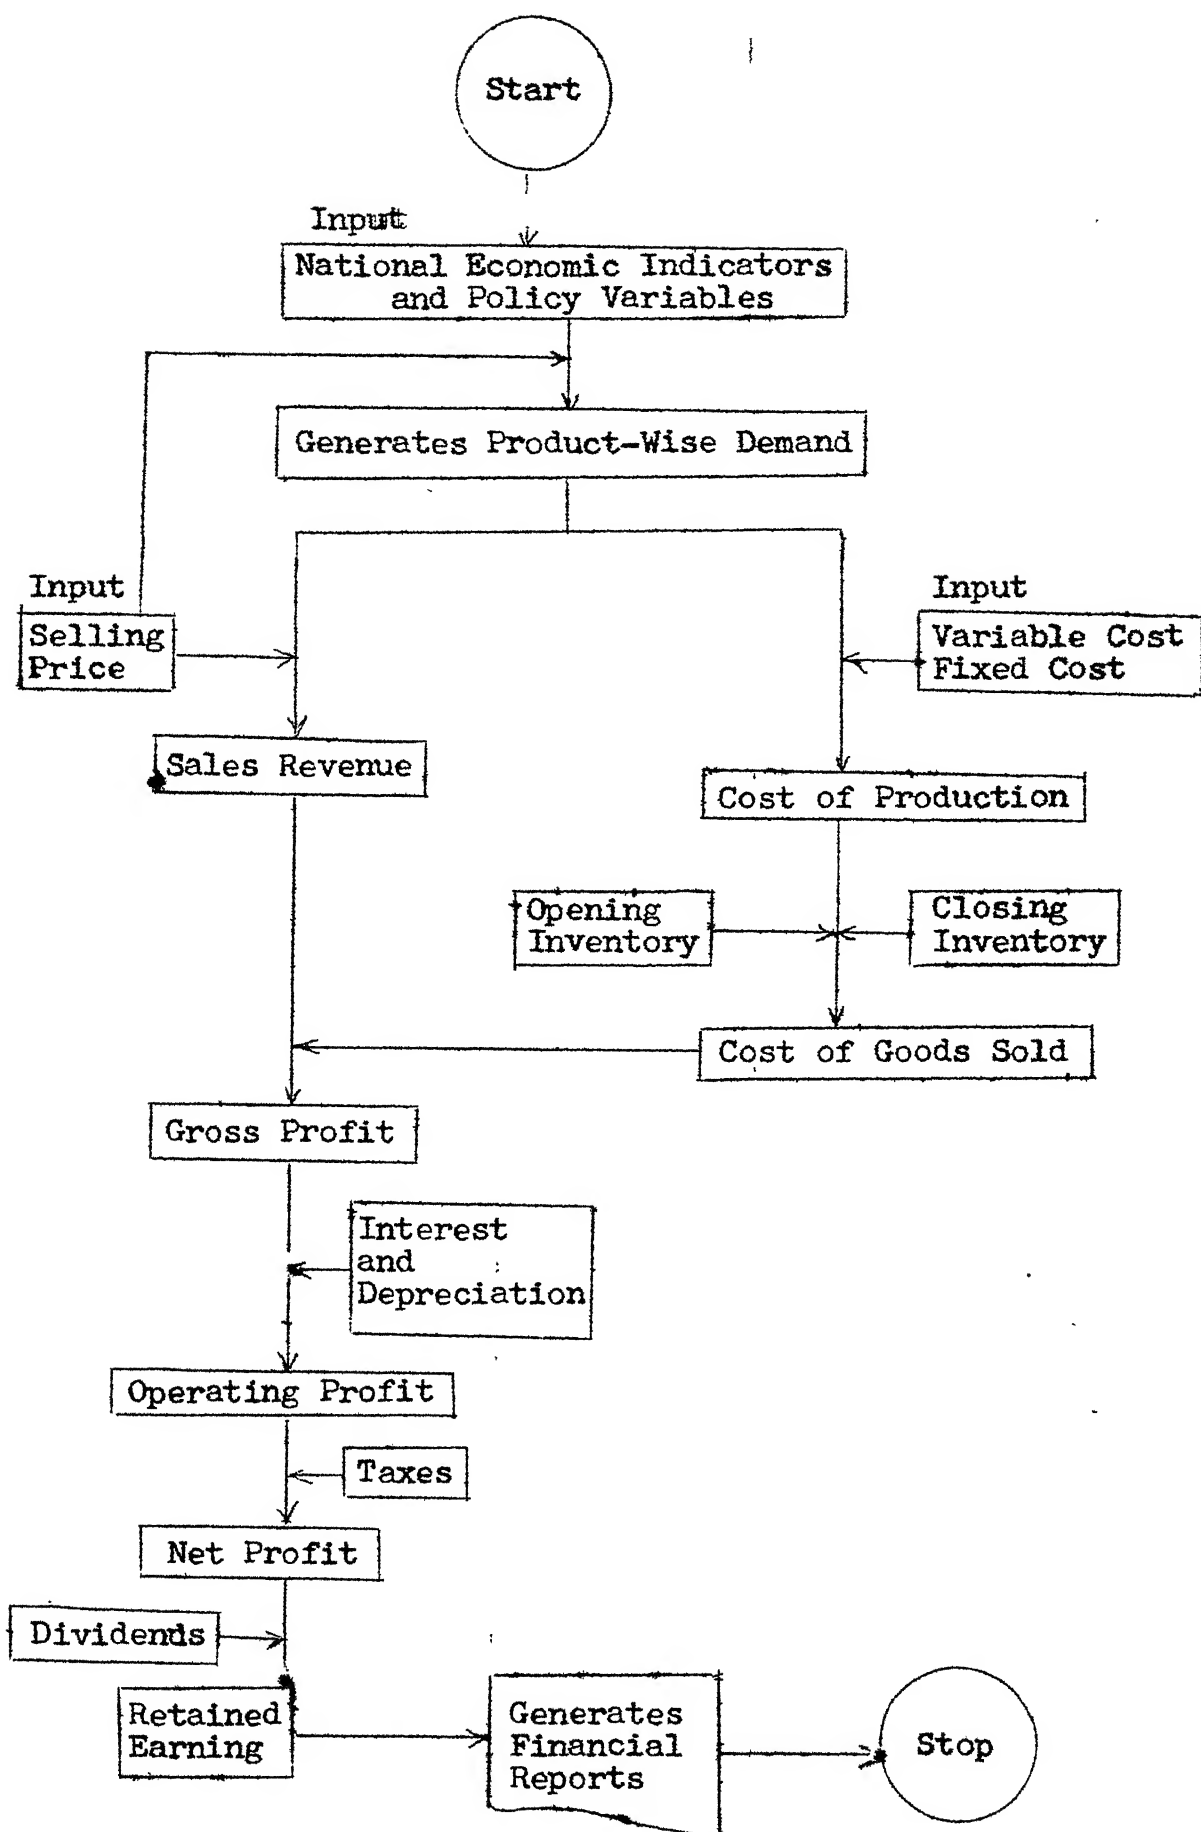 Start
Input
National Economic Indicators
and Policy Variables
Generates Product-Wise Demand
Input
Selling
Price
Input
Variable Cost
Fixed Cost
Sales Revenue
Cost of Production
Opening
Inventory
Closing
Inventory
Cost of Goods Sold
Gross Profit
Interest
and
Depreciation
Operating Profit
Taxes
Net Profit
Dividends
Retained
Earning
Generates
Financial
Reports
Stop